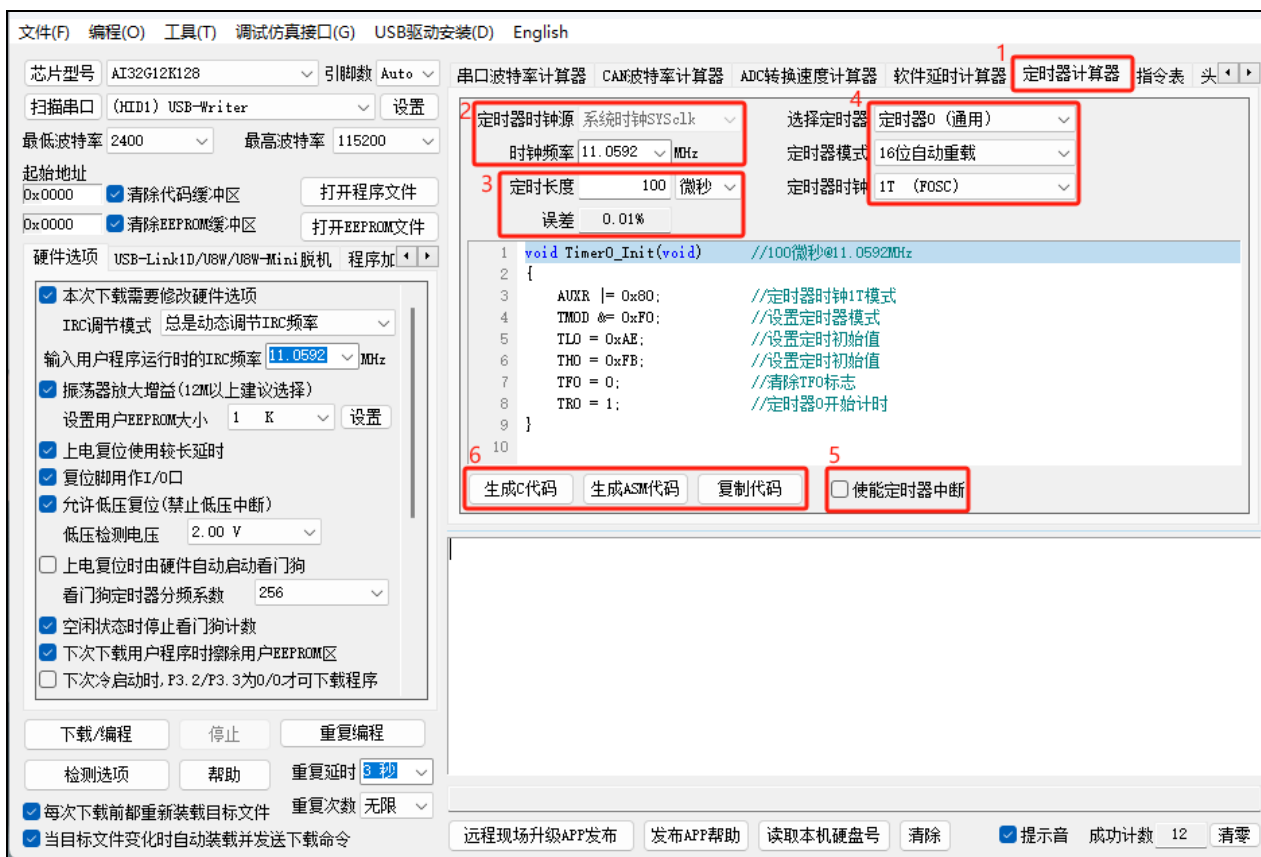 文件(F) 编程(O) 工具(T) 调试仿真接口(G) USB驱动安装(D) English
芯片型号 AI32G12K128 引脚数 Auto
扫描串口 (HID1) USB-Writer 设置
最低波特率 2400 最高波特率 115200
起始地址
0x0000 清除代码缓冲区 打开程序文件
0x0000 清除EEPROM缓冲区 打开EEPROM文件
硬件选项 USB-Link1D/U8W/U8W-Mini脱机 程序加
本次下载需要修改硬件选项
IRC调节模式 总是动态调节IRC频率
输入用户程序运行时的IRC频率 11.0592 MHz
振荡器放大增益(12M以上建议选择)
设置用户EEPROM大小 1 K 设置
上电复位使用较长延时
复位脚用作I/O口
允许低压复位(禁止低压中断)
低压检测电压 2.00 V
上电复位时由硬件自动启动看门狗
看门狗定时器分频系数 256
空闲状态时停止看门狗计数
下次下载用户程序时擦除用户EEPROM区
下次冷启动时,P3.2/P3.3为0/0才可下载程序
下载/编程 停止 重复编程
检测选项 帮助 重复延时 3 秒
每次下载前都重新装载目标文件 重复次数 无限
当目标文件变化时自动装载并发送下载命令
1
串口波特率计算器 CAN波特率计算器 ADC转换速度计算器 软件延时计算器 定时器计算器 指令表 头
2 定时器时钟源 系统时钟SYSclk 4 选择定时器 定时器0 (通用)
时钟频率 11.0592 MHz 定时器模式 16位自动重载
3 定时长度 100 微秒 定时器时钟 1T (FOSC)
误差 0.01%
1 void Timer0_Init(void) //100微秒@11.0592MHz
2 {
3 AUXR |= 0x80; //定时器时钟1T模式
4 TMOD &= 0xF0; //设置定时器模式
5 TL0 = 0xAE; //设置定时初始值
6 TH0 = 0xFB; //设置定时初始值
7 TF0 = 0; //清除TF0标志
8 TR0 = 1; //定时器0开始计时
9 }
10
6 5
生成C代码 生成ASM代码 复制代码 使能定时器中断
远程现场升级APP发布 发布APP帮助 读取本机硬盘号 清除 提示音 成功计数 12 清零